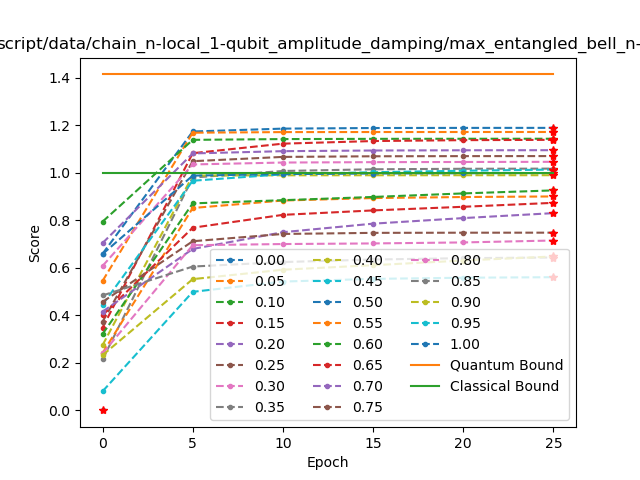 script/data/chain_n-local_1-qubit_amplitude_damping/max_entangled_bell_n-
Score
1.4
1.2
1.0
0.8
0.6
0.4
0.2
0.0
0.00 0.40 0.80
0.05 0.45 0.85
0.10 0.50 0.90
0.15 0.55 0.95
0.20 0.60 1.00
0.25 0.65 Quantum Bound
0.30 0.70 Classical Bound
0.35 0.75
0 5 10 15 20 25
Epoch